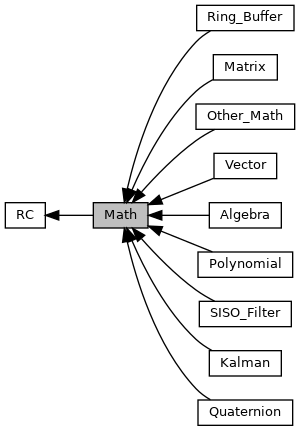 Ring_Buffer
Matrix
Other_Math
Vector
RC
Math
Algebra
Polynomial
SISO_Filter
Kalman
Quaternion